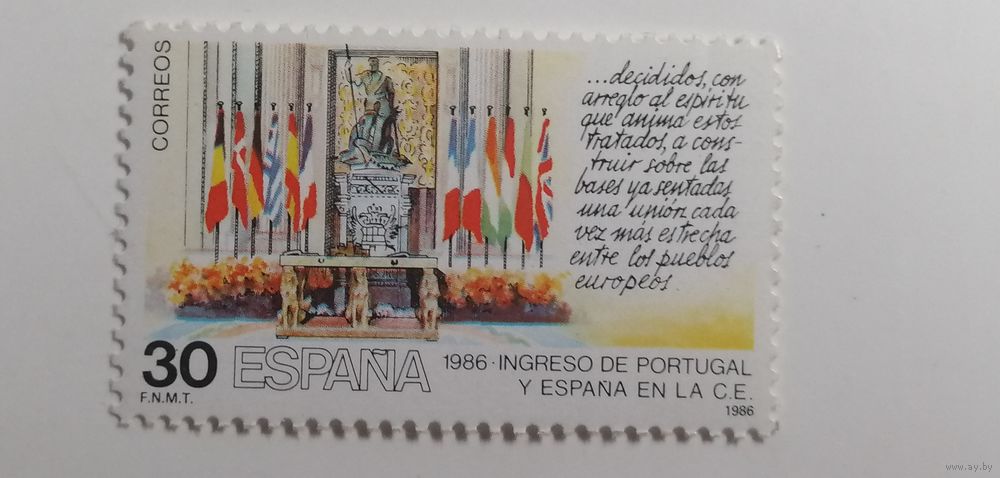 CORREOS
...decididos, con
arreglo al espíritu
que anima estos
tratados, a cons-
truir sobre las
bases ya sentadas
una unión cada
vez más estrecha
entre los pueblos
europeos.
30 ESPAÑA
1986 · INGRESO DE PORTUGAL
Y ESPAÑA EN LA C.E.
F.N.M.T.
1986
www.ay.by